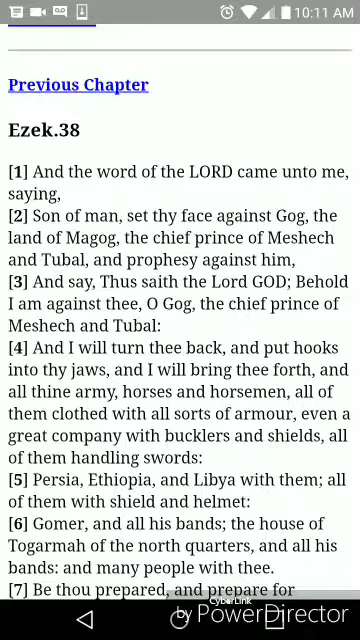 10:11 AM
Previous Chapter
Ezek.38
[1] And the word of the LORD came unto me,
saying,
[2] Son of man, set thy face against Gog, the
land of Magog, the chief prince of Meshech
and Tubal, and prophesy against him,
[3] And say, Thus saith the Lord GOD; Behold
I am against thee, O Gog, the chief prince of
Meshech and Tubal:
[4] And I will turn thee back, and put hooks
into thy jaws, and I will bring thee forth, and
all thine army, horses and horsemen, all of
them clothed with all sorts of armour, even a
great company with bucklers and shields, all
of them handling swords:
[5] Persia, Ethiopia, and Libya with them; all
of them with shield and helmet:
[6] Gomer, and all his bands; the house of
Togarmah of the north quarters, and all his
bands: and many people with thee.
[7] Be thou prepared, and prepare for
CyberLink
by PowerDirector